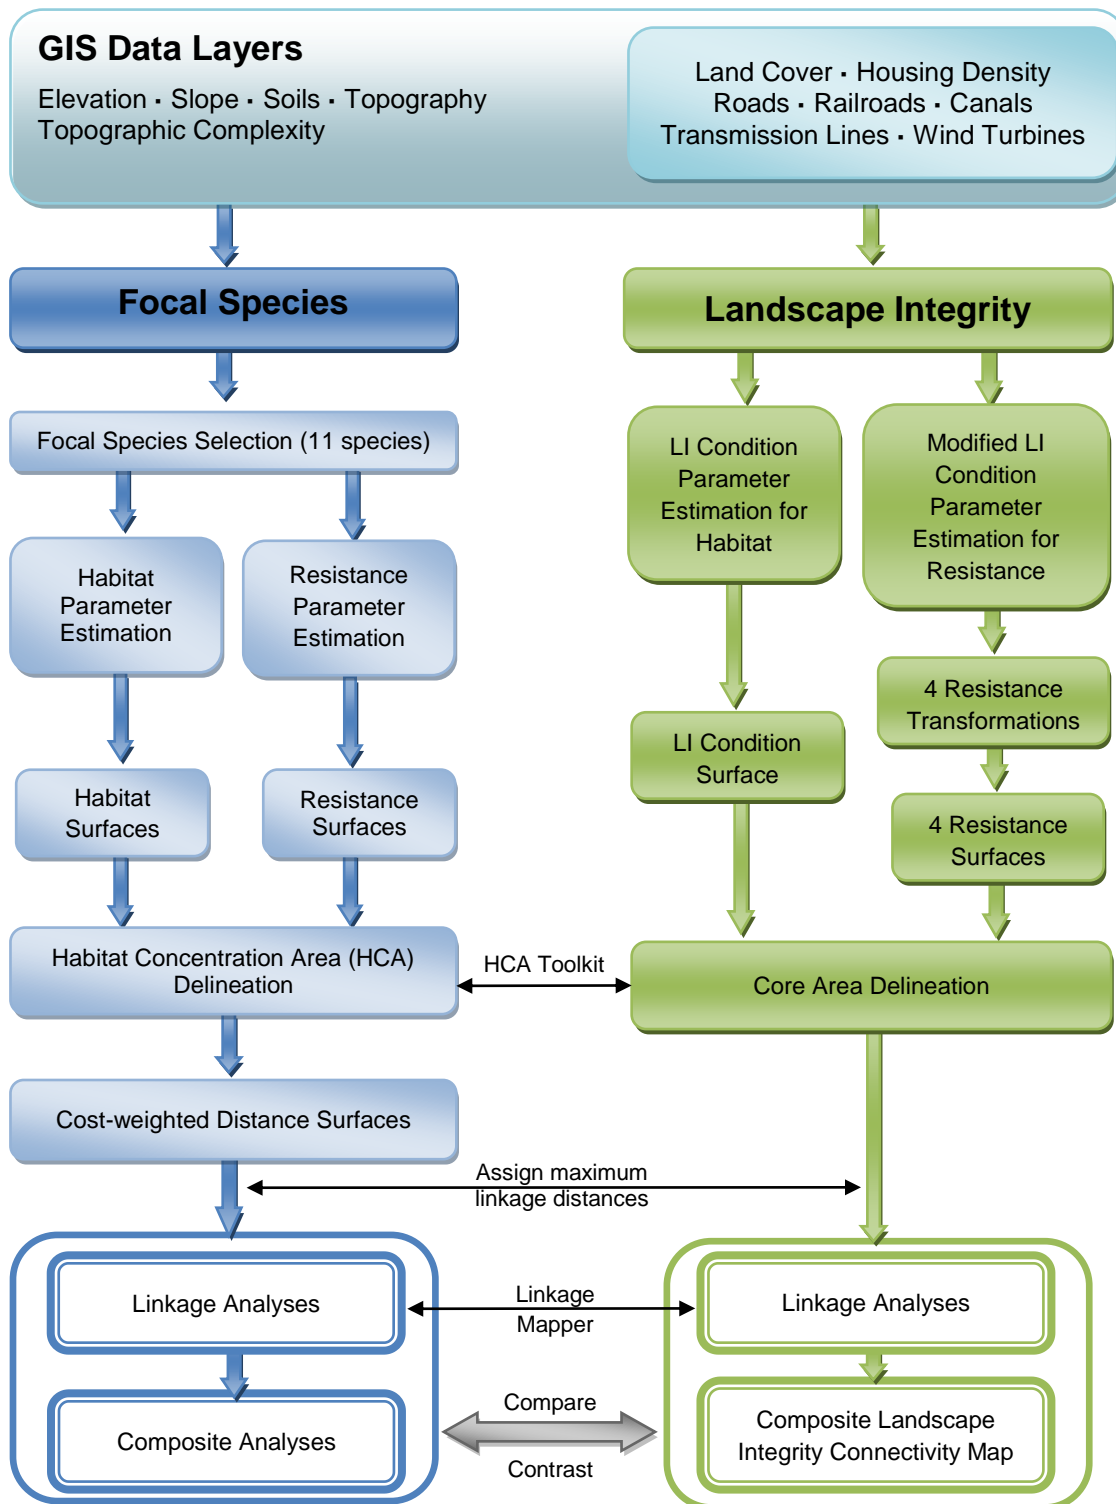 GIS Data Layers
Elevation ▪ Slope ▪ Soils ▪ Topography
Topographic Complexity
Land Cover ▪ Housing Density
Roads ▪ Railroads ▪ Canals
Transmission Lines ▪ Wind Turbines
Focal Species
Landscape Integrity
Focal Species Selection (11 species)
Habitat
Parameter
Estimation
Resistance
Parameter
Estimation
LI Condition
Parameter
Estimation for
Habitat
Modified LI
Condition
Parameter
Estimation for
Resistance
4 Resistance
Transformations
LI Condition
Surface
Habitat
Surfaces
Resistance
Surfaces
4 Resistance
Surfaces
Habitat Concentration Area (HCA)
Delineation
HCA Toolkit
Core Area Delineation
Cost-weighted Distance Surfaces
Assign maximum
linkage distances
Linkage Analyses
Linkage
Mapper
Linkage Analyses
Composite Analyses
Compare
Contrast
Composite Landscape
Integrity Connectivity Map